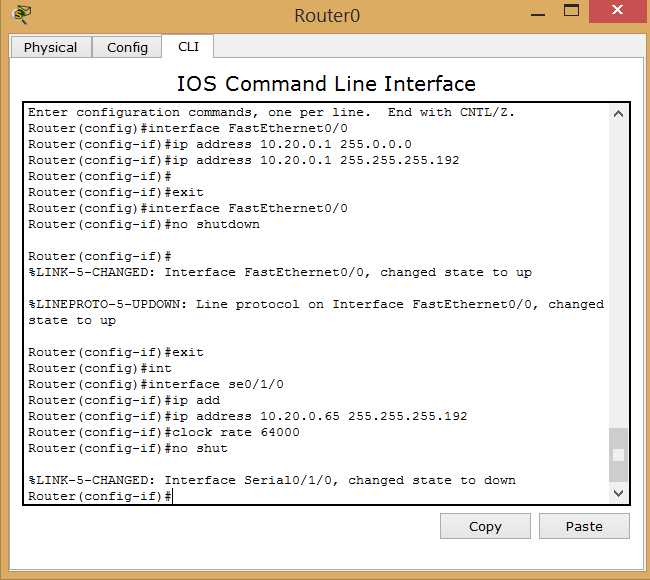 Router0
Physical
Config
CLI
IOS Command Line Interface
Enter configuration commands, one per line.  End with CNTL/Z.
Router(config)#interface FastEthernet0/0
Router(config-if)#ip address 10.20.0.1 255.0.0.0
Router(config-if)#ip address 10.20.0.1 255.255.255.192
Router(config-if)#
Router(config-if)#exit
Router(config)#interface FastEthernet0/0
Router(config-if)#no shutdown
Router(config-if)#
%LINK-5-CHANGED: Interface FastEthernet0/0, changed state to up
%LINEPROTO-5-UPDOWN: Line protocol on Interface FastEthernet0/0, changed
state to up
Router(config-if)#exit
Router(config)#int
Router(config)#interface se0/1/0
Router(config-if)#ip add
Router(config-if)#ip address 10.20.0.65 255.255.255.192
Router(config-if)#clock rate 64000
Router(config-if)#no shut
%LINK-5-CHANGED: Interface Serial0/1/0, changed state to down
Router(config-if)#
Copy
Paste